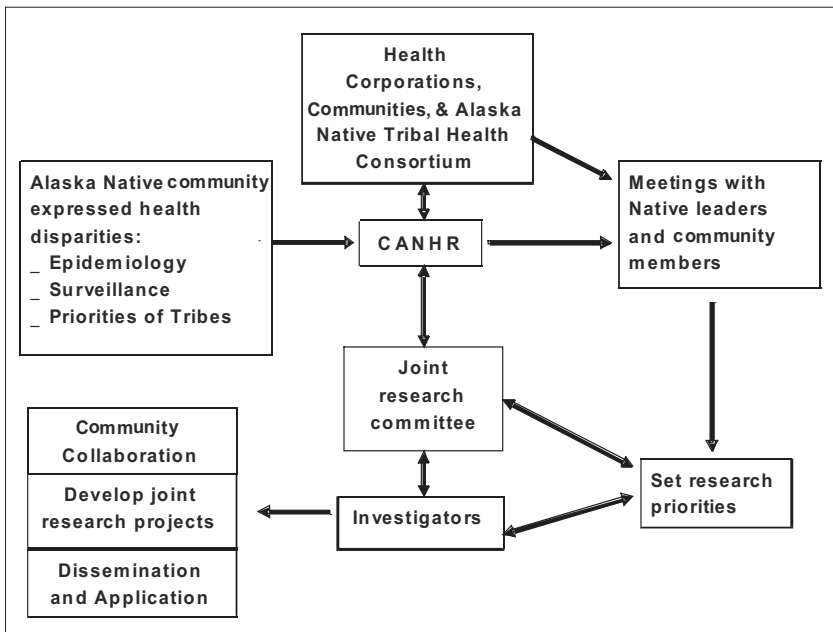 Health
Corporations,
Communities, & Alaska
Native Tribal Health
Consortium
Alaska Native community
expressed health
disparities:
_ Epidemiology
_ Surveillance
_ Priorities of Tribes
CANHR
Meetings with
Native leaders
and community
members
Joint
research
committee
Community
Collaboration
Develop joint
research projects
Dissemination
and Application
Investigators
Set research
priorities